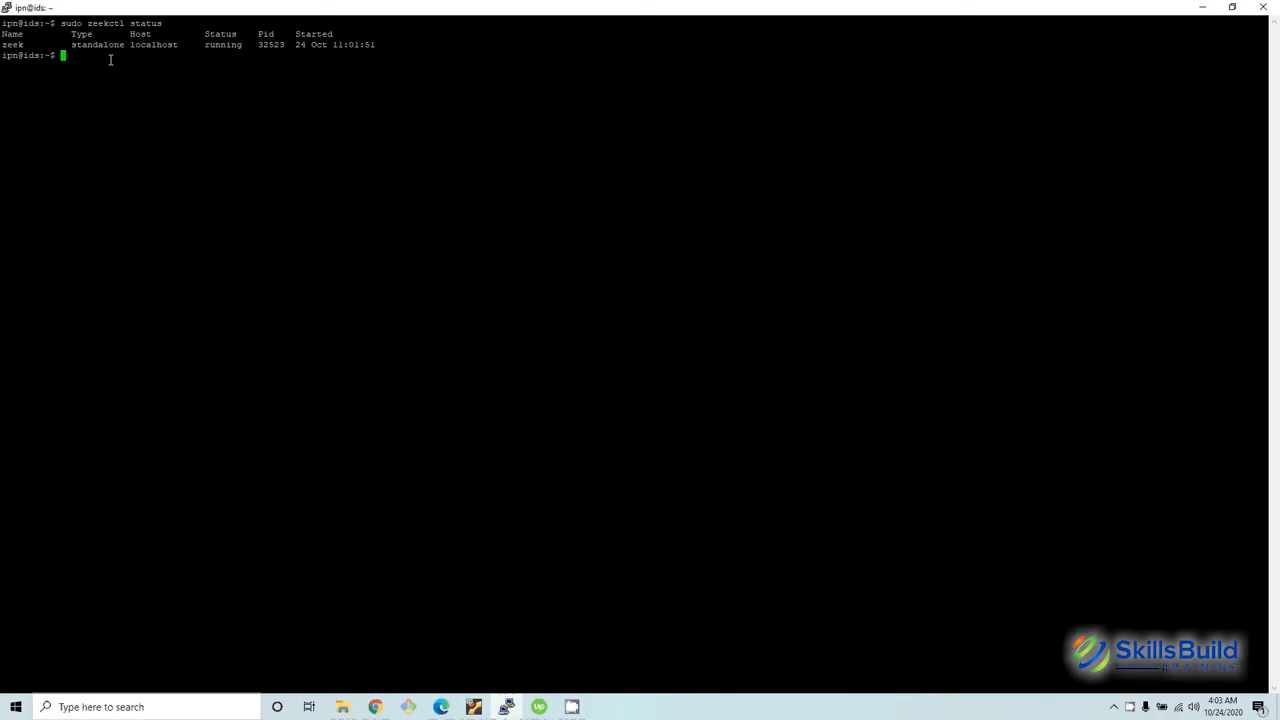 ipn@ids: ~
ipn@ids:~$ sudo zeekctl status
Name Type Host Status Pid Started
zeek standalone localhost running 32523 24 Oct 11:01:51
ipn@ids:~$
SkillsBuild
TRAINING
Type here to search
4:03 AM
10/24/2020